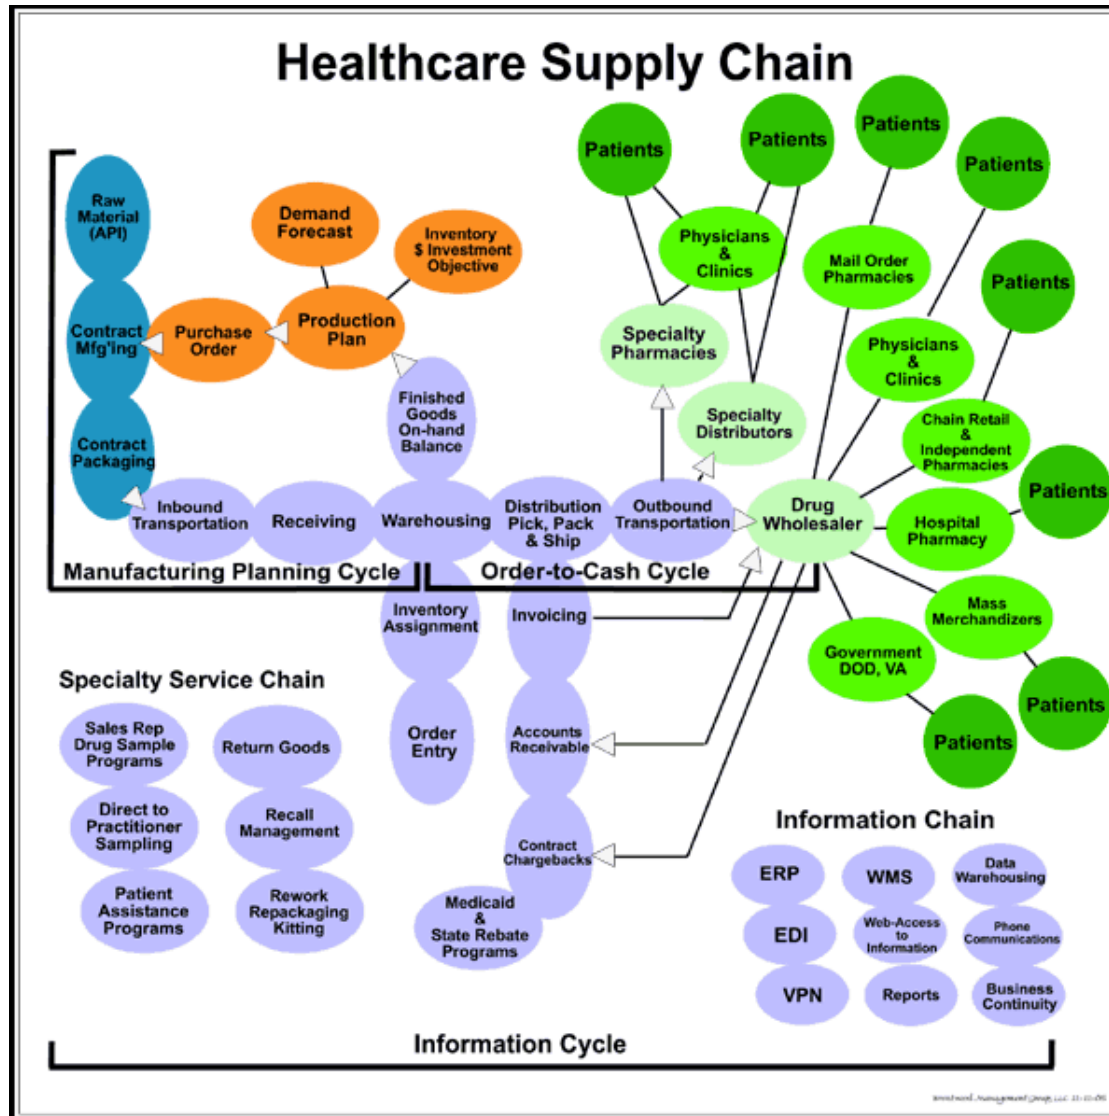 Healthcare Supply Chain
Patients
Patients
Patients
Patients
Patients
Patients
Patients
Patients
Raw
Material
(API)
Contract
Mfg'ing
Contract
Packaging
Demand
Forecast
Inventory
$ Investment
Objective
Purchase
Order
Production
Plan
Finished
Goods
On-hand
Balance
Physicians
&
Clinics
Specialty
Pharmacies
Specialty
Distributors
Mail Order
Pharmacies
Physicians
&
Clinics
Chain Retail
&
Independent
Pharmacies
Hospital
Pharmacy
Mass
Merchandizers
Government
DOD, VA
Inbound
Transportation
Receiving
Warehousing
Distribution
Pick, Pack
& Ship
Outbound
Transportation
Drug
Wholesaler
Manufacturing Planning Cycle
Order-to-Cash Cycle
Inventory
Assignment
Order
Entry
Invoicing
Accounts
Receivable
Contract
Chargebacks
Medicaid
&
State Rebate
Programs
Specialty Service Chain
Sales Rep
Drug Sample
Programs
Return Goods
Direct to
Practitioner
Sampling
Recall
Management
Patient
Assistance
Programs
Rework
Repackaging
Kitting
Information Chain
ERP
WMS
Data
Warehousing
EDI
Web-Access
to
Information
Phone
Communications
VPN
Reports
Business
Continuity
Information Cycle